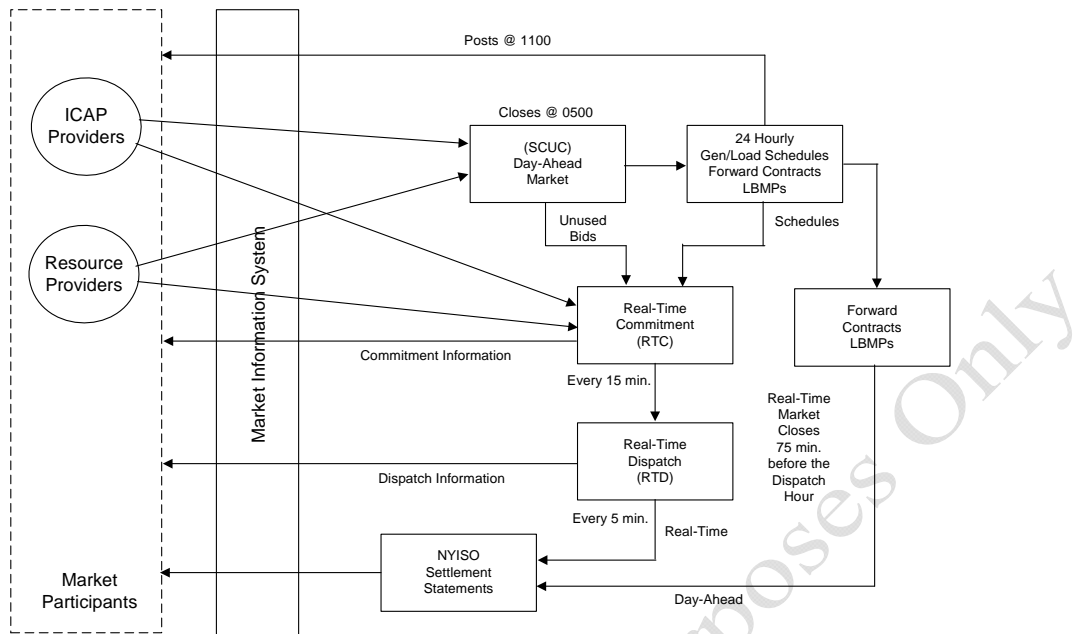 Posts @ 1100
ICAP
Providers
Closes @ 0500
(SCUC)
Day-Ahead
Market
24 Hourly
Gen/Load Schedules
Forward Contracts
LBMPs
Unused
Bids
Schedules
Resource
Providers
Market Information System
Real-Time
Commitment
(RTC)
Forward
Contracts
LBMPs
Commitment Information
Every 15 min.
Real-Time
Market
Closes
75 min.
before the
Dispatch
Hour
Real-Time
Dispatch
(RTD)
Dispatch Information
Every 5 min.
Real-Time
NYISO
Settlement
Statements
Day-Ahead
Market
Participants
rposes Only